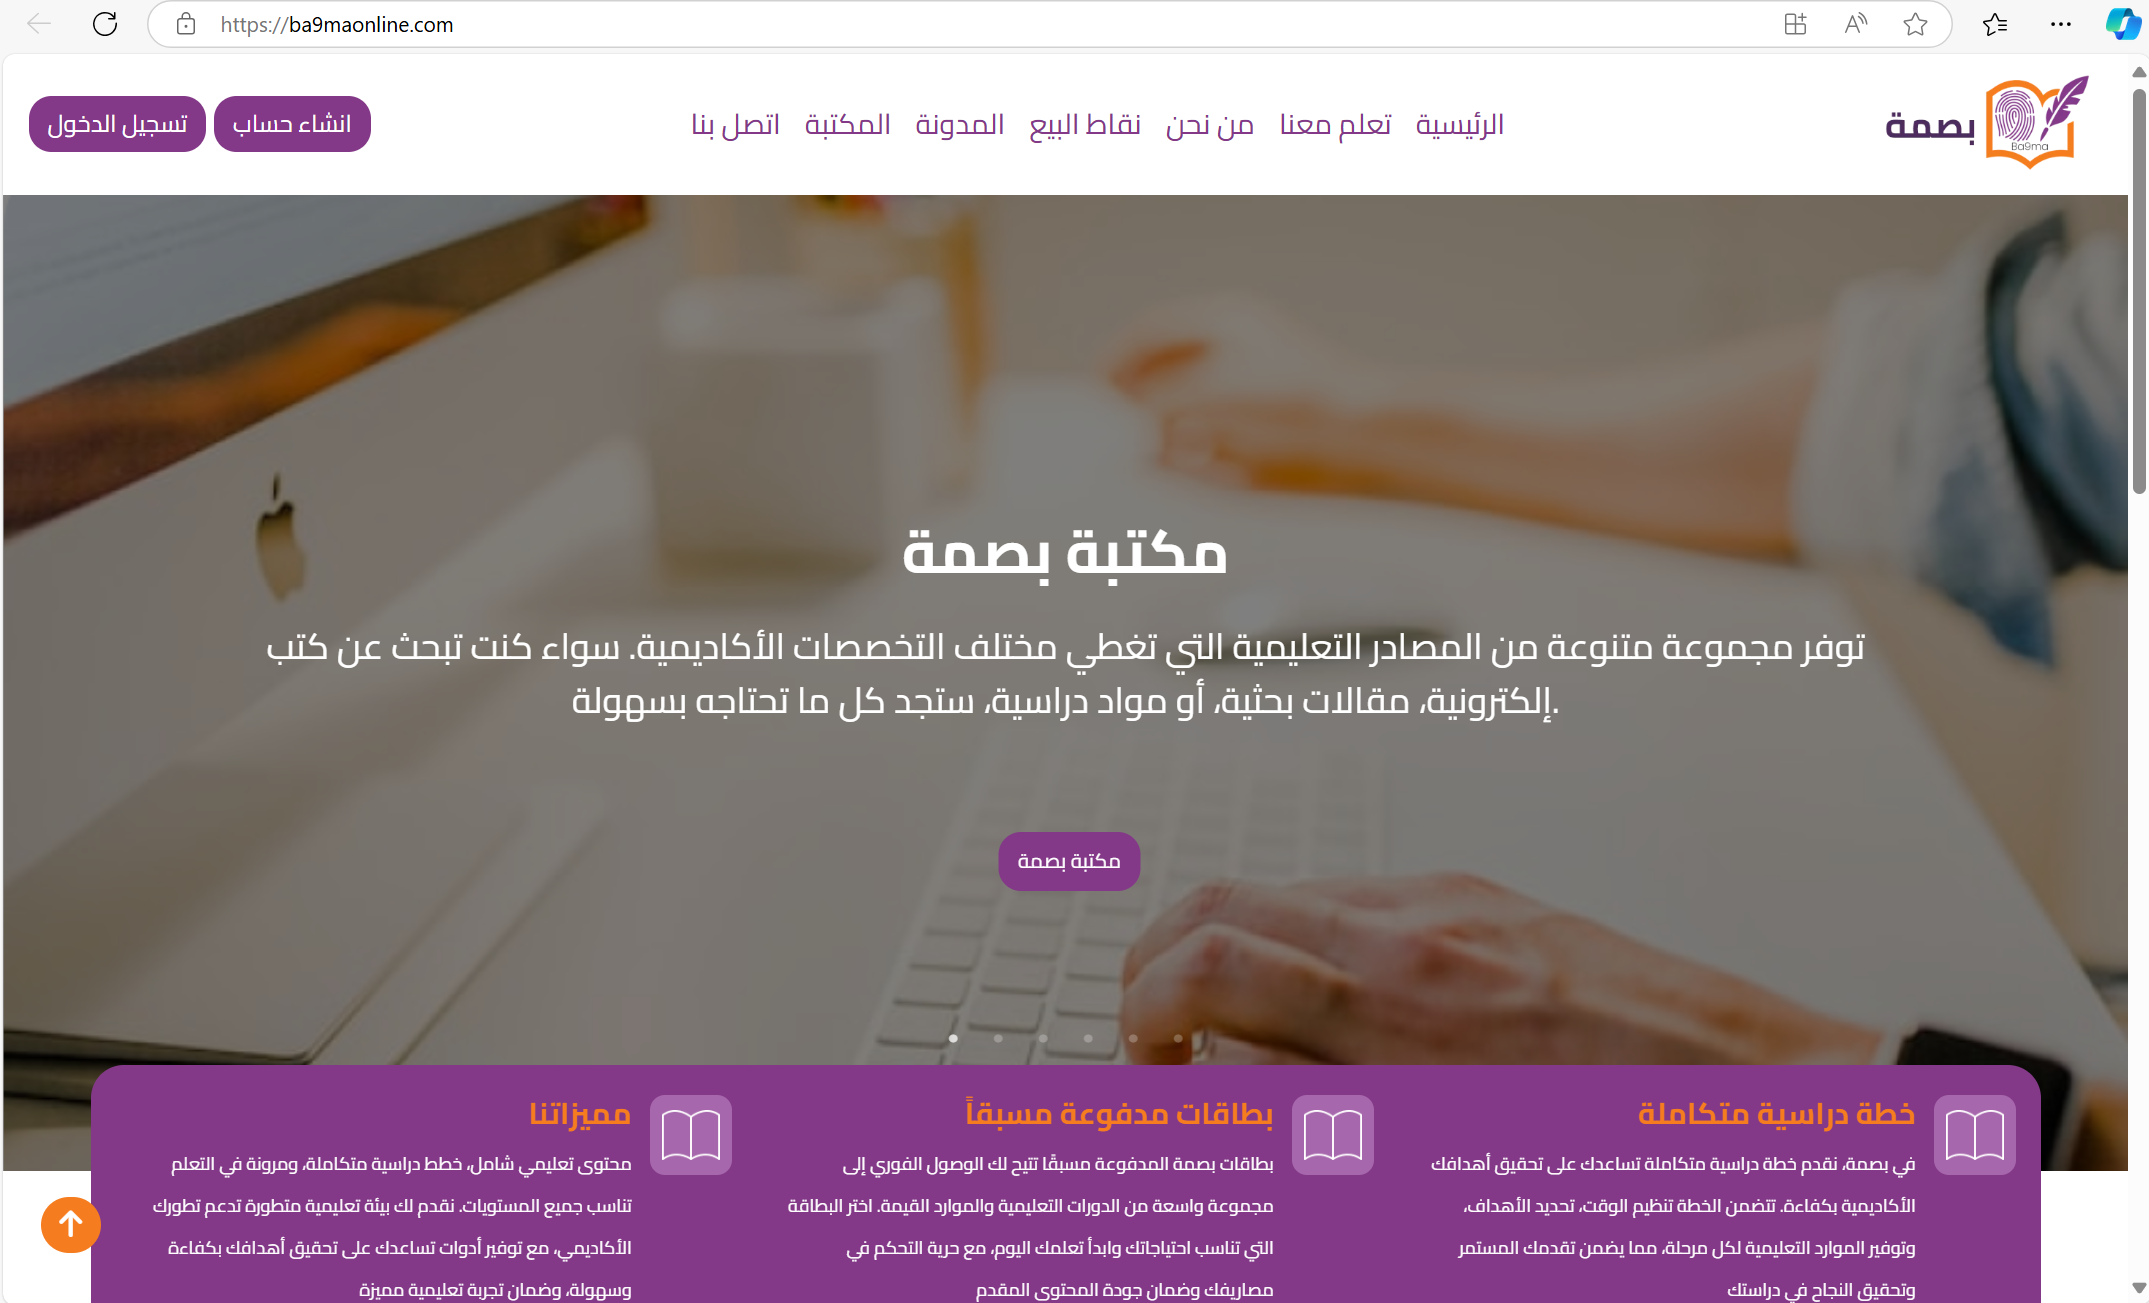 https://ba9maonline.com
بصمة
Ba9ma
الرئيسية تعلم معنا من نحن نقاط البيع المدونة المكتبة اتصل بنا
انشاء حساب
تسجيل الدخول
مكتبة بصمة
توفر مجموعة متنوعة من المصادر التعليمية التي تغطي مختلف التخصصات الأكاديمية. سواء كنت تبحث عن كتب
إلكترونية، مقالات بحثية، أو مواد دراسية، ستجد كل ما تحتاجه بسهولة.
مكتبة بصمة
خطة دراسية متكاملة
في بصمة، نقدم خطة دراسية متكاملة تساعدك على تحقيق أهدافك
الأكاديمية بكفاءة. تتضمن الخطة تنظيم الوقت، تحديد الأهداف،
وتوفير الموارد التعليمية لكل مرحلة، مما يضمن تقدمك المستمر
وتحقيق النجاح في دراستك
بطاقات مدفوعة مسبقاً
بطاقات بصمة المدفوعة مسبقًا تتيح لك الوصول الفوري إلى
مجموعة واسعة من الدورات التعليمية والموارد القيمة. اختر البطاقة
التي تناسب احتياجاتك وابدأ تعلمك اليوم، مع حرية التحكم في
مصاريفك وضمان جودة المحتوى المقدم
مميزاتنا
محتوى تعليمي شامل، خطط دراسية متكاملة، ومرونة في التعلم
تناسب جميع المستويات. نقدم لك بيئة تعليمية متطورة تدعم تطورك
الأكاديمي، مع توفير أدوات تساعدك على تحقيق أهدافك بكفاءة
وسهولة، وضمان تجربة تعليمية مميزة